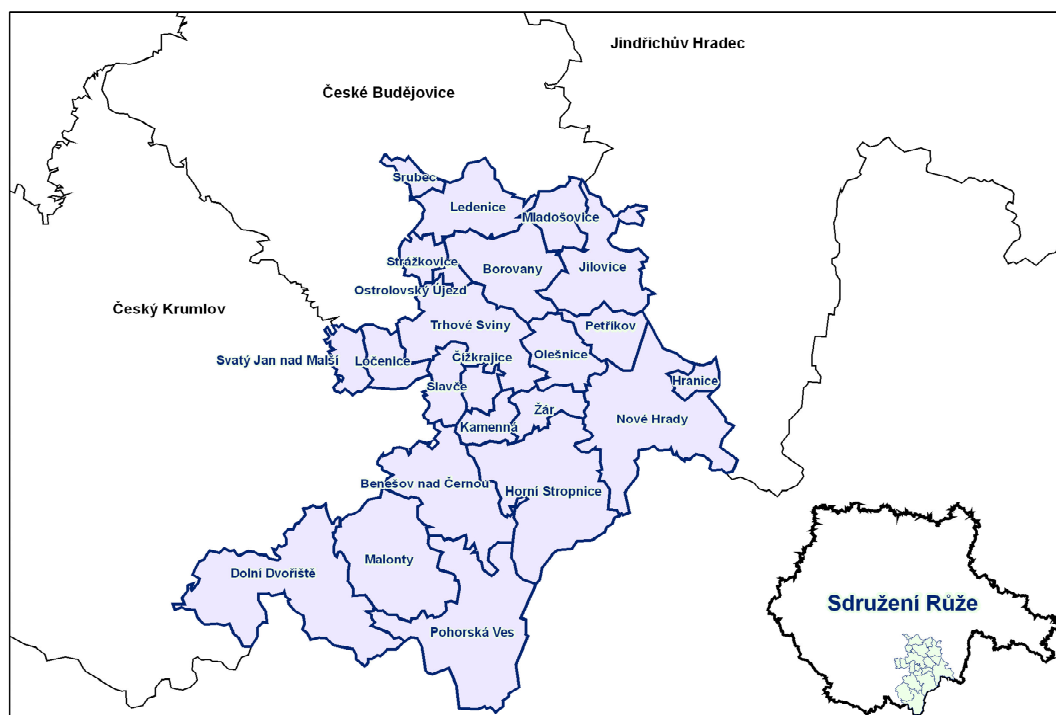 Jindřichův Hradec
České Budějovice
Srubec
Ledenice
Mladošovice
Strážkovice
Borovany
Jílovice
Ostrolovský Újezd
Český Krumlov
Trhové Sviny
Petříkov
Svatý Jan nad Malší
Ločenice
Čížkrajice
Olešnice
Slavče
Hranice
Žár
Nové Hrady
Kamenná
Benešov nad Černou
Horní Stropnice
Malonty
Dolní Dvořiště
Sdružení Růže
Pohorská Ves